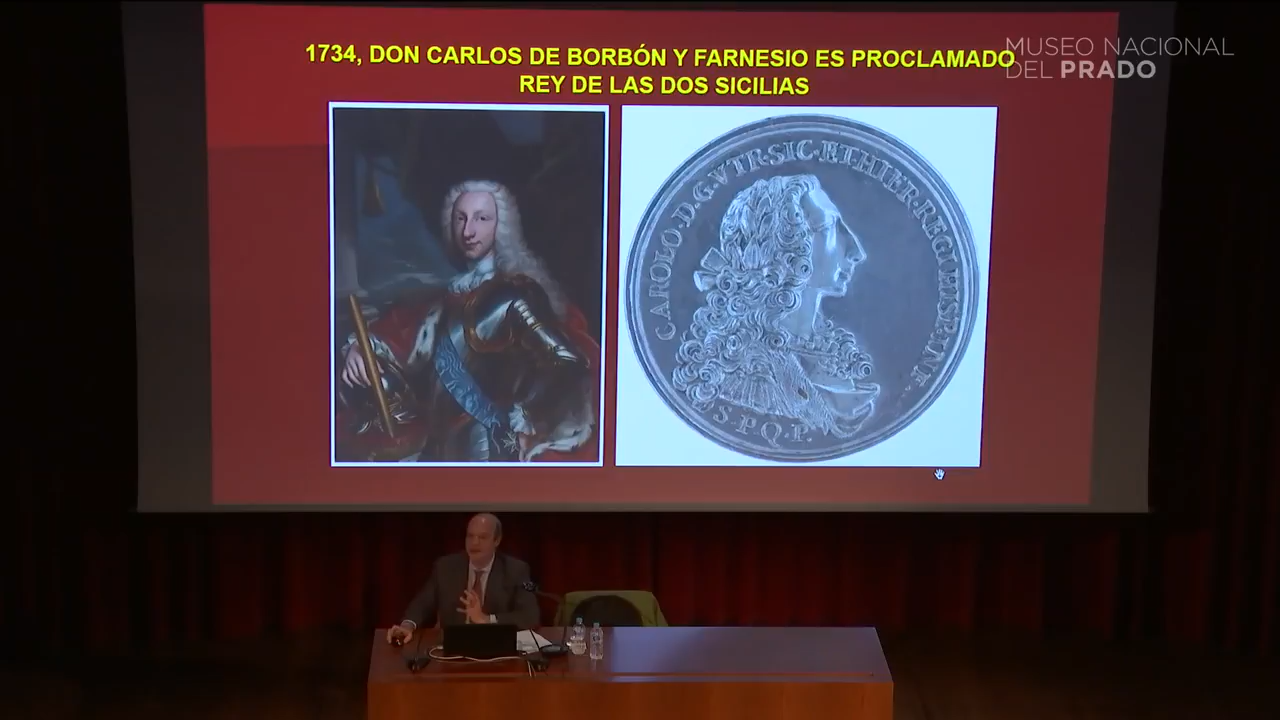 1734, DON CARLOS DE BORBÓN Y FARNESIO ES PROCLAMADO
REY DE LAS DOS SICILIAS
MUSEO NACIONAL
DEL PRADO
CAROLO·D·G·VTR·SIC·ET·HIER·REGI·HISP·INF·
S·P·Q·P·